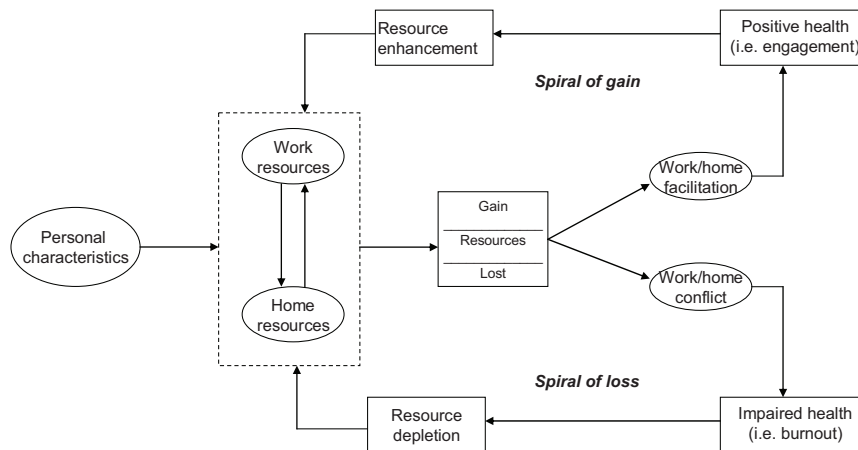 Resource
enhancement
Positive health
(i.e. engagement)
Spiral of gain
Work
resources
Work/home
facilitation
Gain
Resources
Lost
Personal
characteristics
Home
resources
Work/home
conflict
Spiral of loss
Resource
depletion
Impaired health
(i.e. burnout)